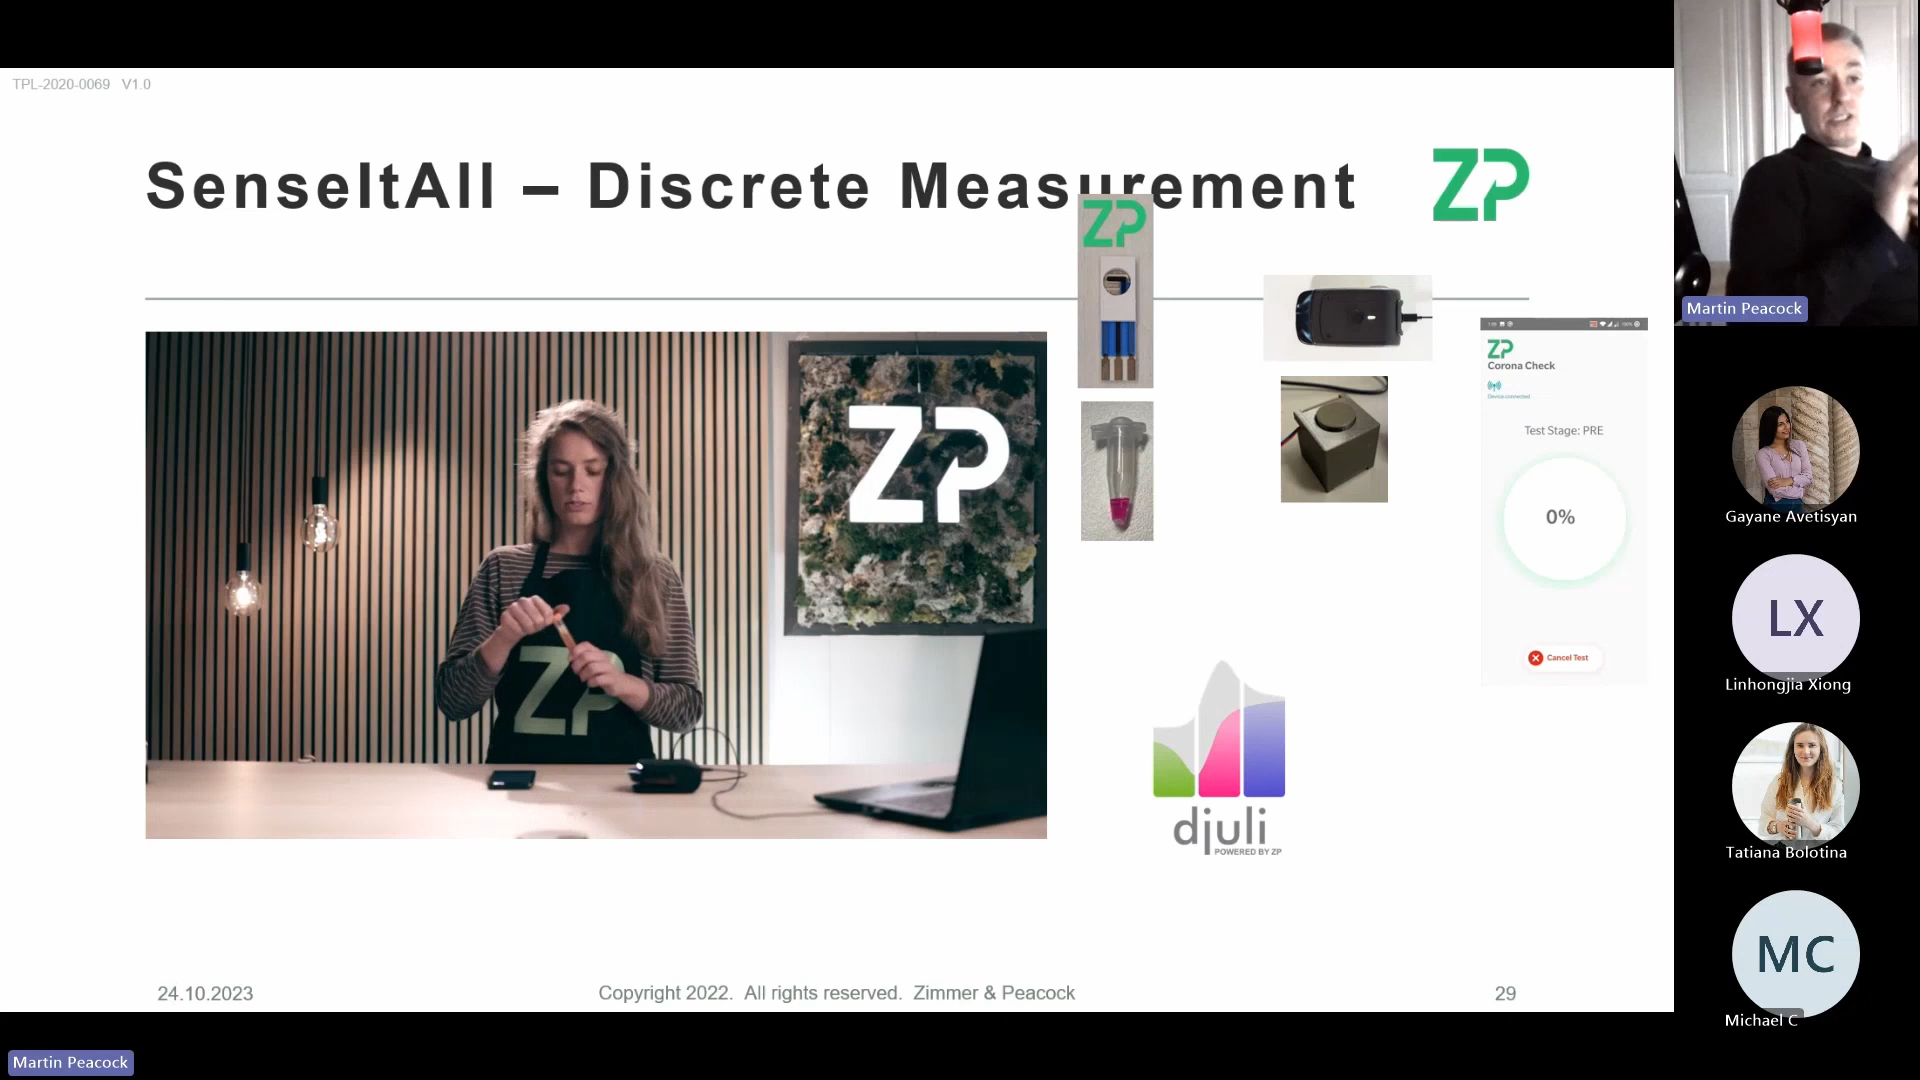 TPL-2020-0069 V1.0
SenseItAll – Discrete Measurement
ZP
ZP
ZP
ZP
ZP
Corona Check
Device connected
Test Stage: PRE
0%
Cancel Test
djuli
POWERED BY ZP
24.10.2023
Copyright 2022. All rights reserved. Zimmer & Peacock
29
Martin Peacock
Martin Peacock
Gayane Avetisyan
LX
Linhongjia Xiong
Tatiana Bolotina
MC
Michael C